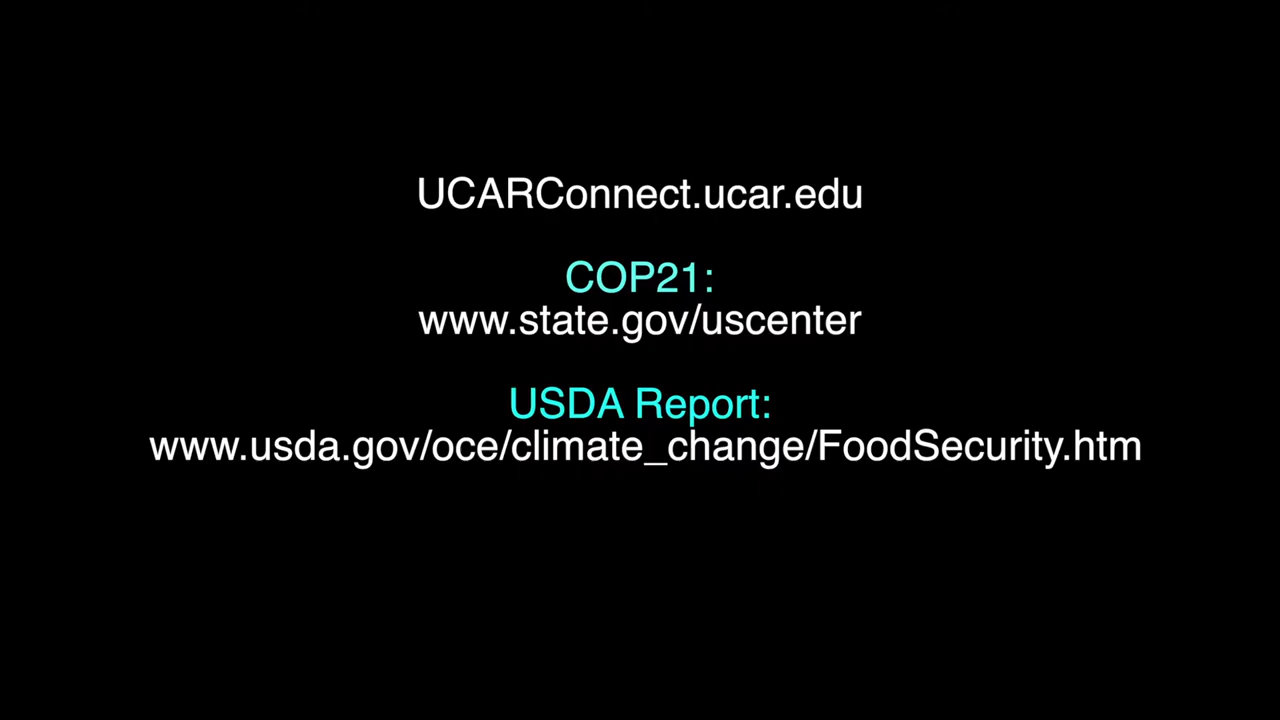 UCARConnect.ucar.edu
COP21:
www.state.gov/uscenter
USDA Report:
www.usda.gov/oce/climate_change/FoodSecurity.htm